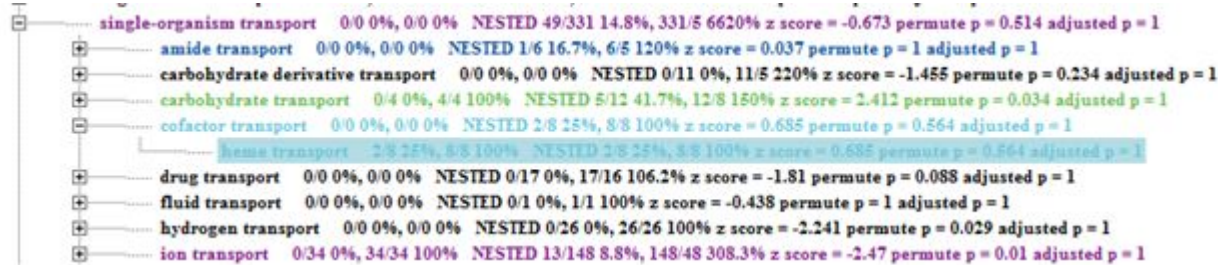 single-organism transport 0/0 0%, 0/0 0% NESTED 49/331 14.8%, 331/5 6620% z score = -0.673 permute p = 0.514 adjusted p = 1
amide transport 0/0 0%, 0/0 0% NESTED 1/6 16.7%, 6/5 120% z score = 0.037 permute p = 1 adjusted p = 1
carbohydrate derivative transport 0/0 0%, 0/0 0% NESTED 0/11 0%, 11/5 220% z score = -1.455 permute p = 0.234 adjusted p = 1
carbohydrate transport 0/4 0%, 4/4 100% NESTED 5/12 41.7%, 12/8 150% z score = 2.412 permute p = 0.034 adjusted p = 1
cofactor transport 0/0 0%, 0/0 0% NESTED 2/8 25%, 8/8 100% z score = 0.685 permute p = 0.564 adjusted p = 1
heme transport 2/8 25%, 8/8 100% NESTED 2/8 25%, 8/8 100% z score = 0.685 permute p = 0.564 adjusted p = 1
drug transport 0/0 0%, 0/0 0% NESTED 0/17 0%, 17/16 106.2% z score = -1.81 permute p = 0.088 adjusted p = 1
fluid transport 0/0 0%, 0/0 0% NESTED 0/1 0%, 1/1 100% z score = -0.438 permute p = 1 adjusted p = 1
hydrogen transport 0/0 0%, 0/0 0% NESTED 0/26 0%, 26/26 100% z score = -2.241 permute p = 0.029 adjusted p = 1
ion transport 0/34 0%, 34/34 100% NESTED 13/148 8.8%, 148/48 308.3% z score = -2.47 permute p = 0.01 adjusted p = 1